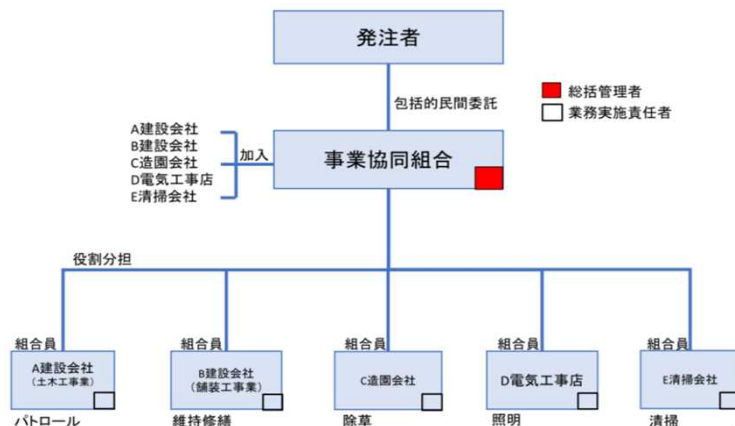 発注者
包括的民間委託
総括管理者
業務実施責任者
A建設会社
B建設会社
C造園会社
D電気工事店
E清掃会社
加入
事業協同組合
役割分担
組合員
A建設会社
（土木工事業）
パトロール
組合員
B建設会社
（舗装工事業）
維持修繕
組合員
C造園会社
除草
組合員
D電気工事店
照明
組合員
E清掃会社
清掃